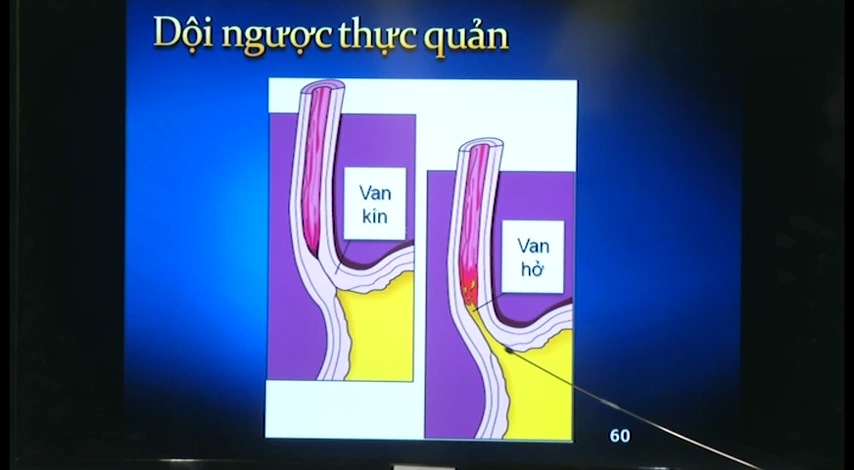 Dội ngược thực quản
Van
kín
Van
hở
60